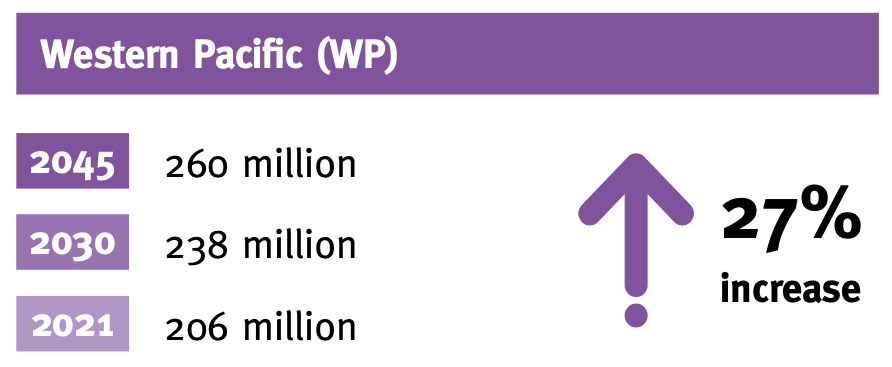 Western Pacific (WP)
2045 260 million
2030 238 million
2021 206 million
27%
increase